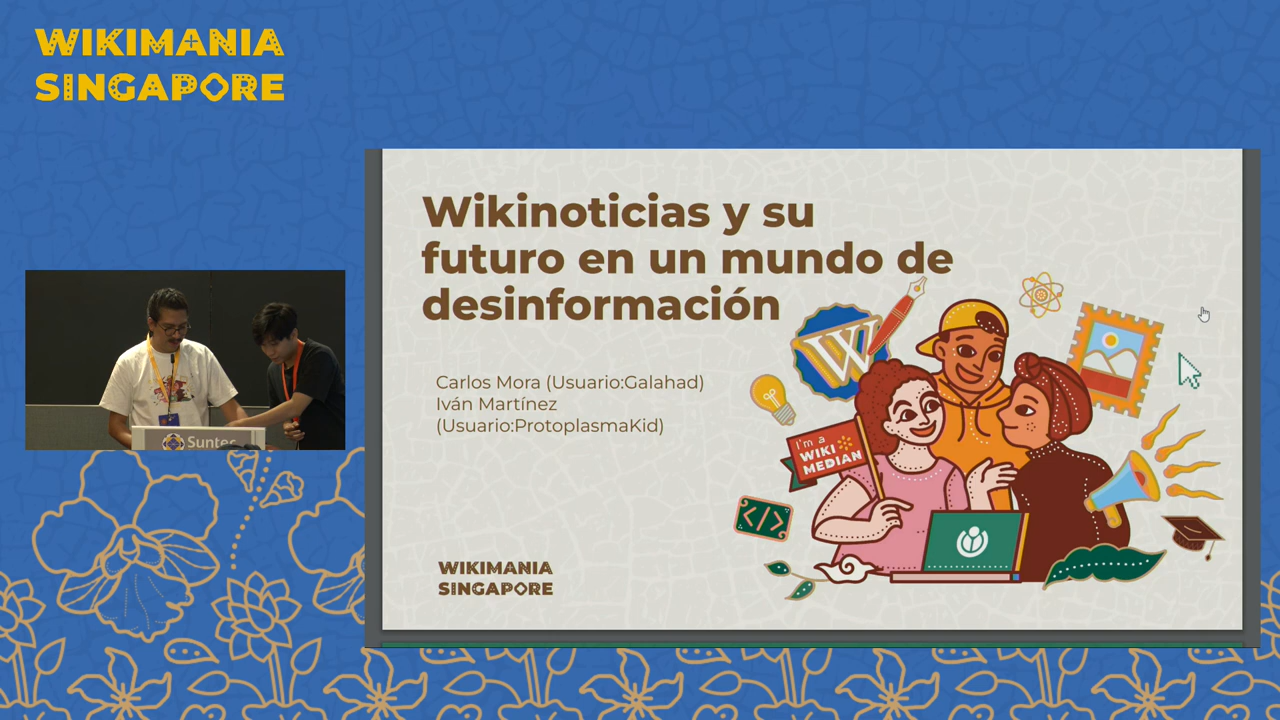 WIKIMANIA
SINGAPORE
Wikinoticias y su
futuro en un mundo de
desinformación
Carlos Mora (Usuario:Galahad)
Iván Martínez
(Usuario:ProtoplasmaKid)
W
I'm a
WIKI
MEDIAN
</>
Suntec
WIKIMANIA
SINGAPORE